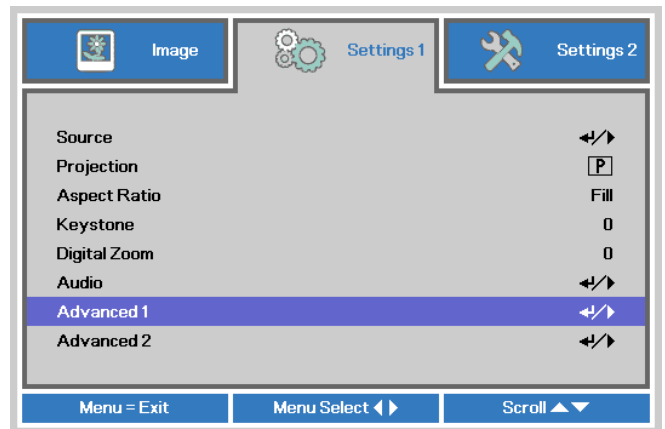 Image
Settings 1
Settings 2
Source
Projection P
Aspect Ratio Fill
Keystone 0
Digital Zoom 0
Audio
Advanced 1
Advanced 2
Menu = Exit
Menu Select
Scroll